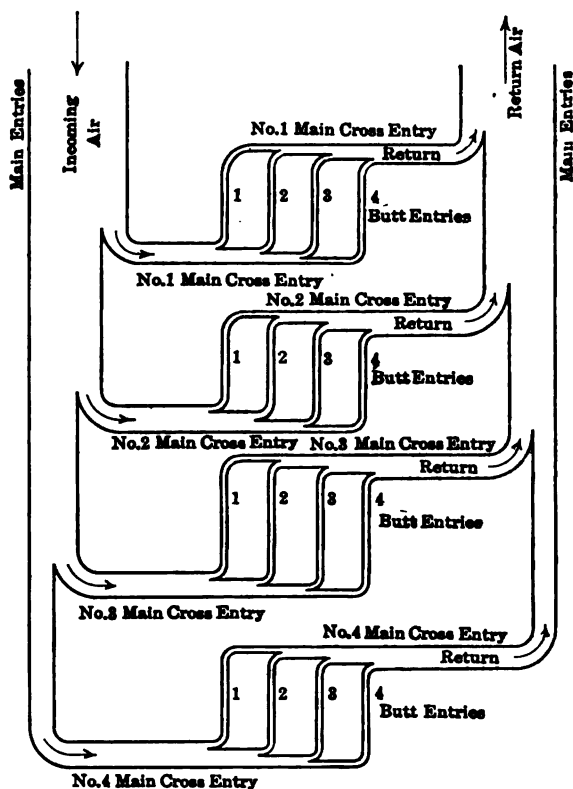 Main Entries
Incoming
Air
Return Air
Main Entries
No.1 Main Cross Entry
Return
1
2
3
4
Butt Entries
No.1 Main Cross Entry
No.2 Main Cross Entry
Return
1
2
3
4
Butt Entries
No.2 Main Cross Entry
No.3 Main Cross Entry
Return
1
2
3
4
Butt Entries
No.3 Main Cross Entry
No.4 Main Cross Entry
Return
1
2
3
4
Butt Entries
No.4 Main Cross Entry